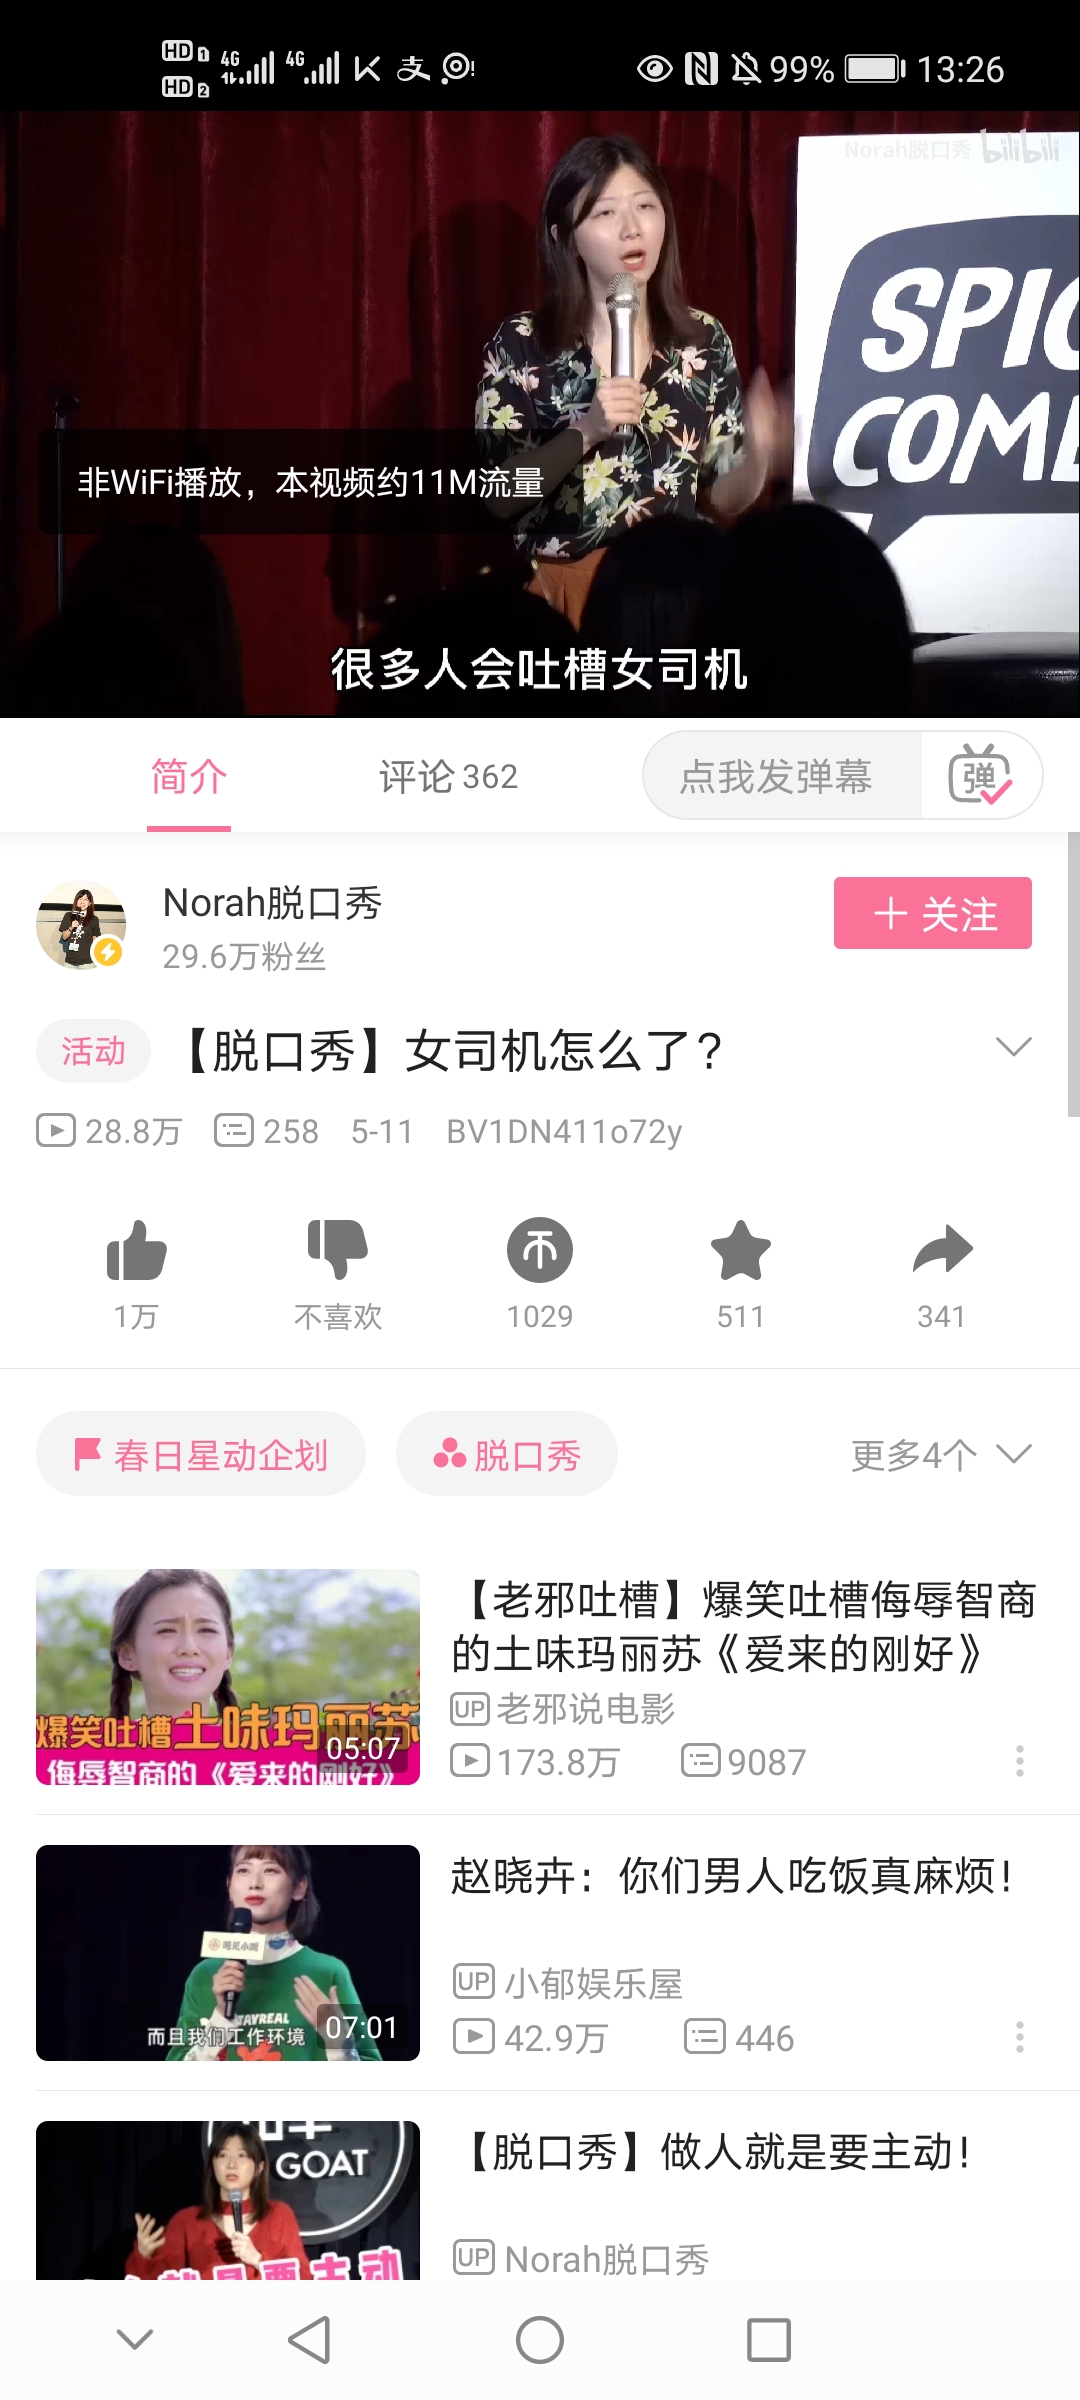 HD 1 4G 4G 99% 13:26
HD 2
Norah脱口秀 bilibili
SPIC
COME
非WiFi播放，本视频约11M流量
很多人会吐槽女司机
简介 评论 362 点我发弹幕 弹
Norah脱口秀
29.6万粉丝
+ 关注
活动 【脱口秀】女司机怎么了？
28.8万 258 5-11 BV1DN411o72y
1万 不喜欢 1029 511 341
春日星动企划 脱口秀 更多4个
【老邪吐槽】爆笑吐槽侮辱智商
的土味玛丽苏《爱来的刚好》
UP 老邪说电影
173.8万 9087
爆笑吐槽土味玛丽苏
05:07
侮辱智商的《爱来的刚好》
赵晓卉：你们男人吃饭真麻烦！
UP 小郁娱乐屋
42.9万 446
STAYREAL
而且我们工作环境 07:01
【脱口秀】做人就是要主动！
UP Norah脱口秀
GOAT